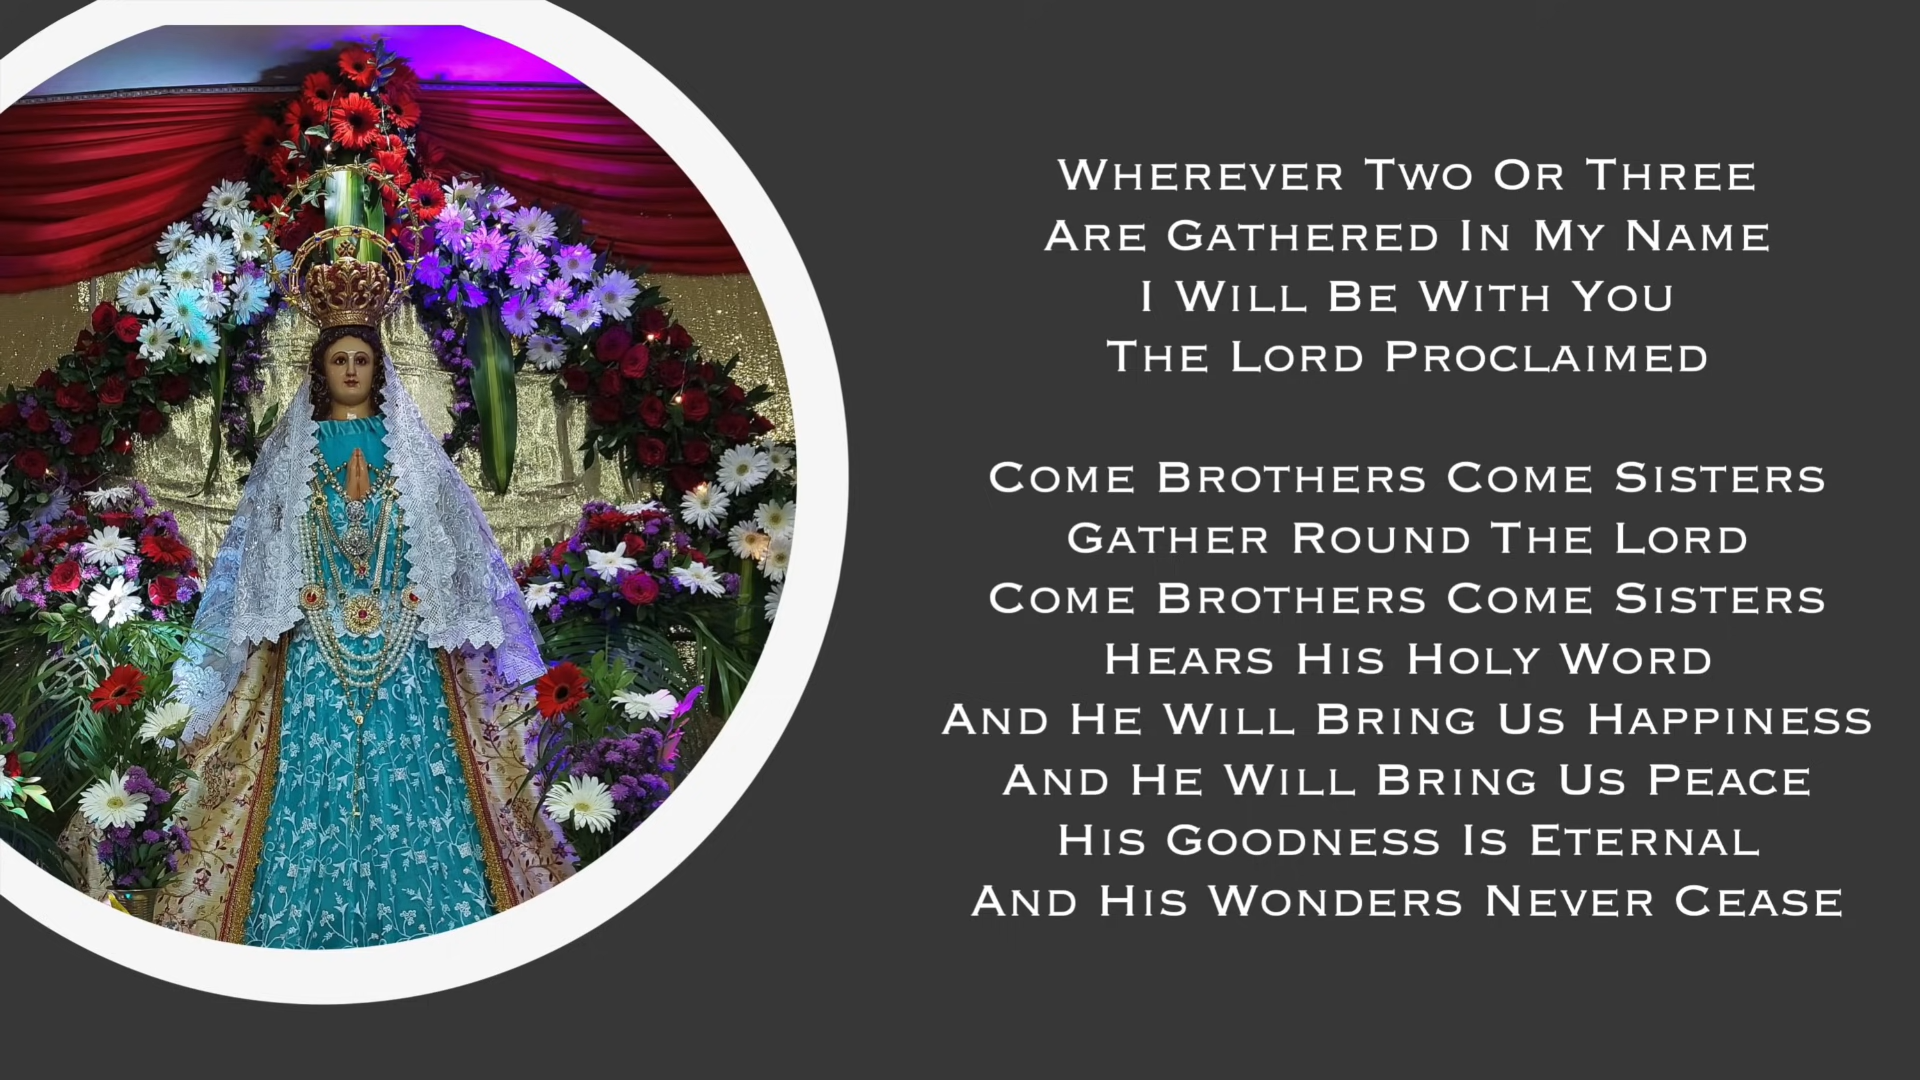 Wherever Two Or Three
Are Gathered In My Name
I Will Be With You
The Lord Proclaimed
Come Brothers Come Sisters
Gather Round The Lord
Come Brothers Come Sisters
Hears His Holy Word
And He Will Bring Us Happiness
And He Will Bring Us Peace
His Goodness Is Eternal
And His Wonders Never Cease